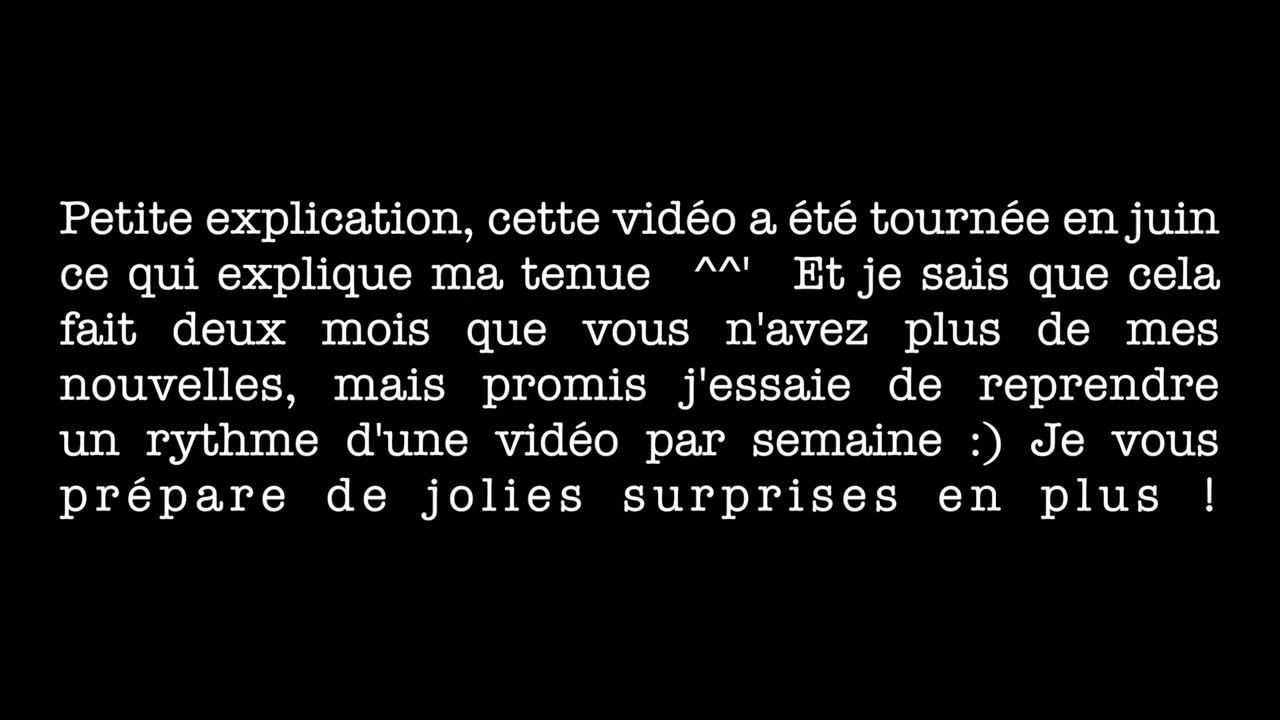 Petite explication, cette vidéo a été tournée en juin
ce qui explique ma tenue ^^' Et je sais que cela
fait deux mois que vous n'avez plus de mes
nouvelles, mais promis j'essaie de reprendre
un rythme d'une vidéo par semaine :) Je vous
prépare de jolies surprises en plus !